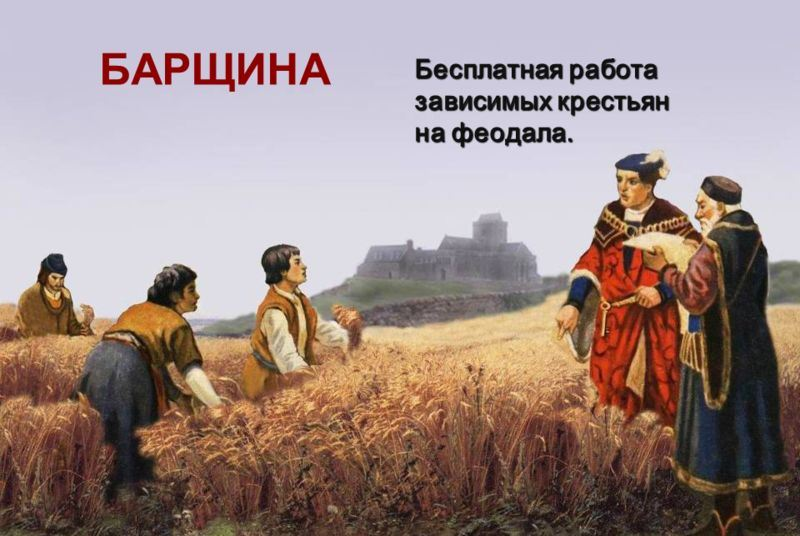 БАРЩИНА
Бесплатная работа
зависимых крестьян
на феодала.